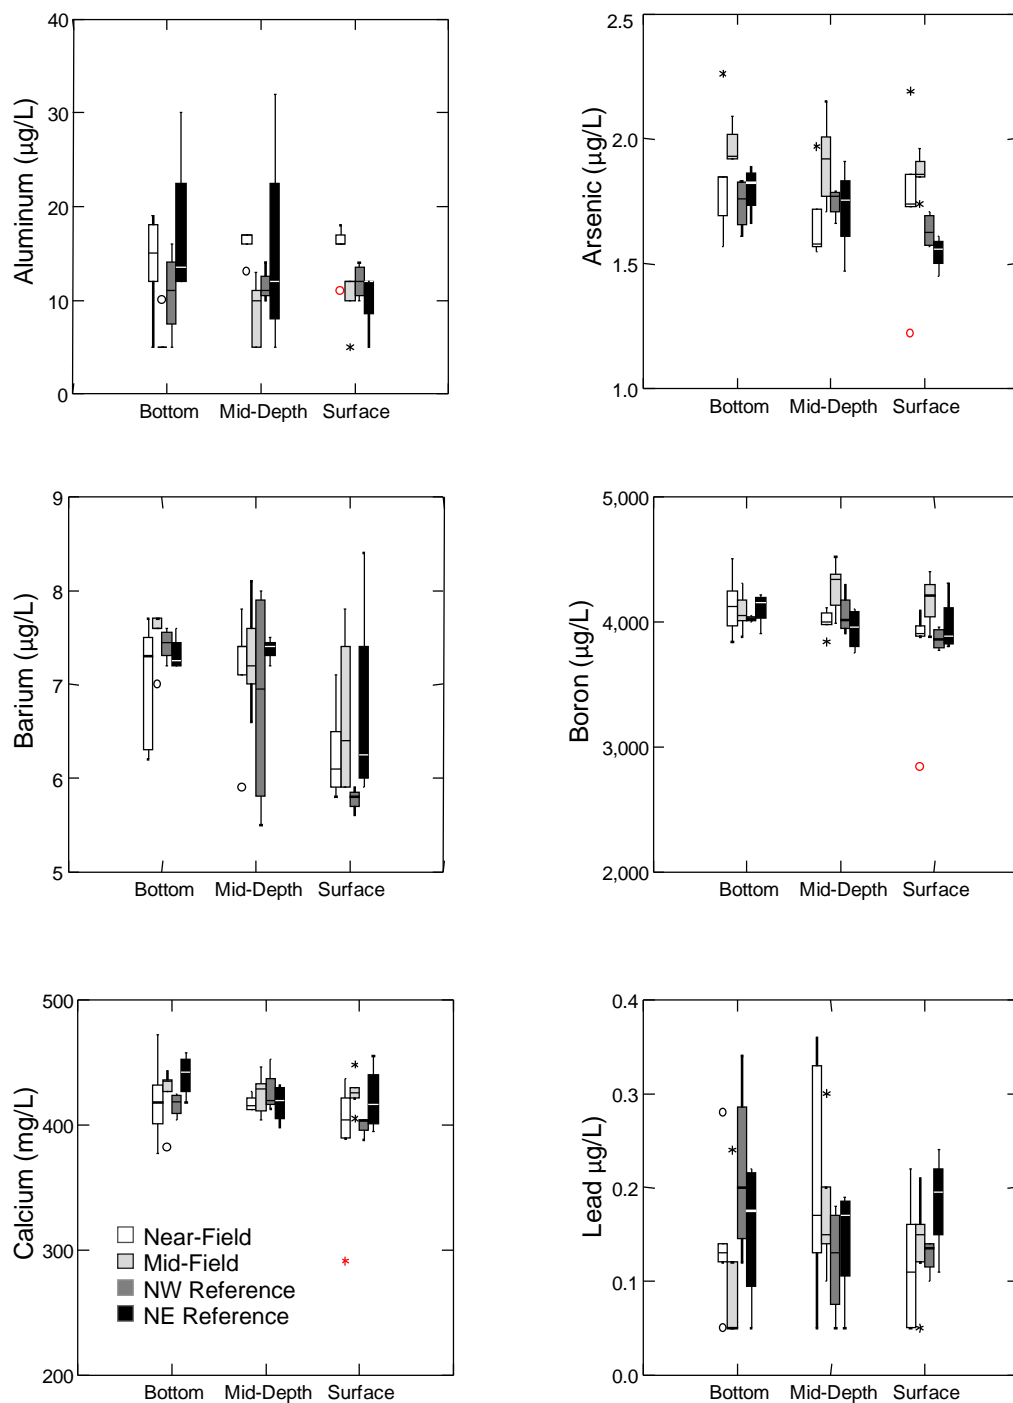 40
30
20
10
0
Aluminum (µg/L)
Bottom Mid-Depth Surface
2.5
2.0
1.5
1.0
Arsenic (µg/L)
Bottom Mid-Depth Surface
9
8
7
6
5
Barium (µg/L)
Bottom Mid-Depth Surface
5,000
4,000
3,000
2,000
Boron (µg/L)
Bottom Mid-Depth Surface
500
400
300
200
Calcium (mg/L)
Near-Field
Mid-Field
NW Reference
NE Reference
Bottom Mid-Depth Surface
0.4
0.3
0.2
0.1
0.0
Lead µg/L)
Bottom Mid-Depth Surface